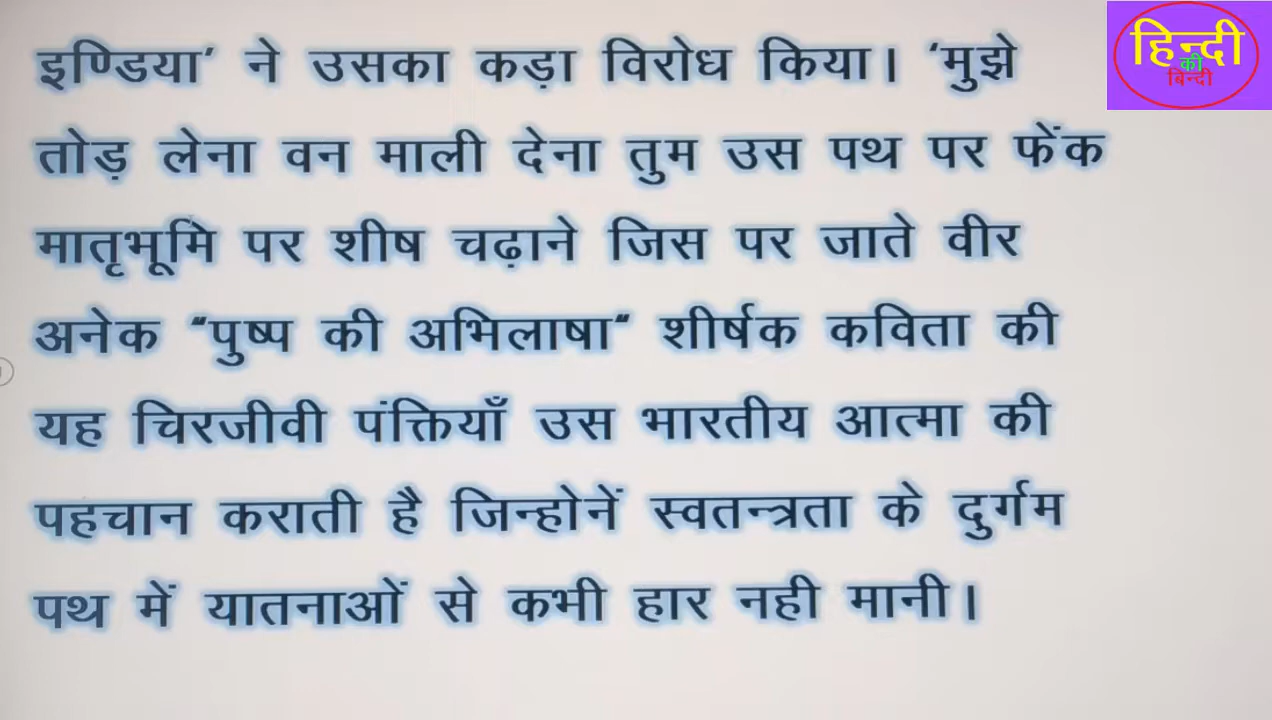 इण्डिया’ ने उसका कड़ा विरोध किया। ‘मुझे
तोड़ लेना वन माली देना तुम उस पथ पर फेंक
मातृभूमि पर शीष चढ़ाने जिस पर जाते वीर
अनेक “पुष्प की अभिलाषा” शीर्षक कविता की
यह चिरजीवी पंक्तियाँ उस भारतीय आत्मा की
पहचान कराती है जिन्होनें स्वतन्त्रता के दुर्गम
पथ में यातनाओं से कभी हार नही मानी।
हिन्दी
की
बिन्दी